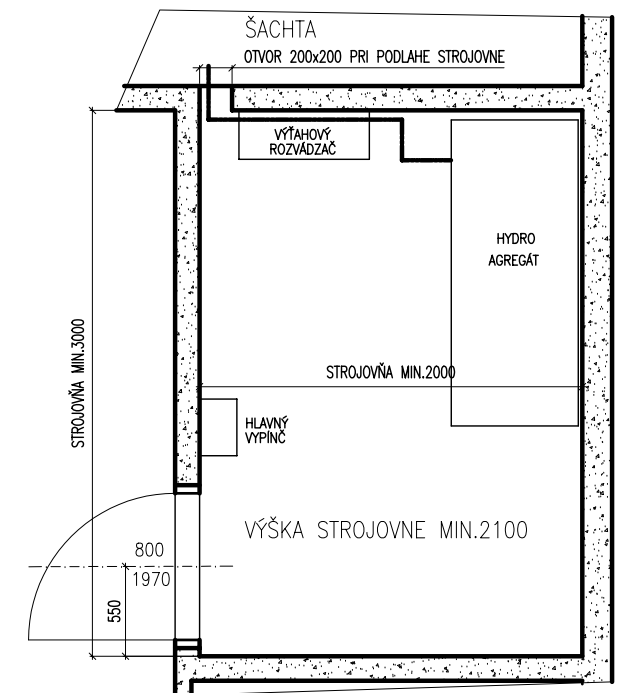 ŠACHTA
OTVOR 200x200 PRI PODLAHE STROJOVNE
VÝŤAHOVÝ
ROZVÁDZAČ
HYDRO
AGREGÁT
STROJOVŇA MIN.3000
STROJOVŇA MIN.2000
HLAVNÝ
VYPÍNČ
VÝŠKA STROJOVNE MIN.2100
800
1970
550